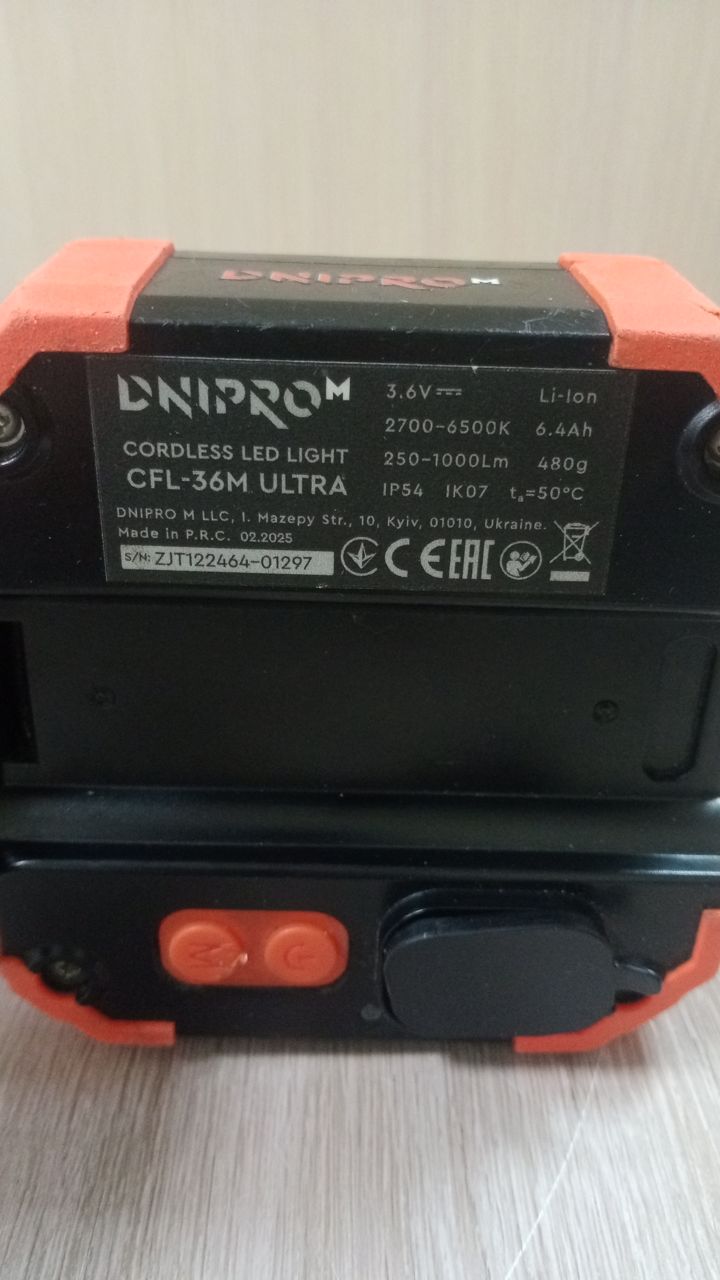 DNIPRO M
DNIPRO M
CORDLESS LED LIGHT
CFL-36M ULTRA
3.6V⎓ Li-Ion
2700-6500K 6.4Ah
250-1000Lm 480g
IP54 IK07 tₐ=50°C
DNIPRO M LLC, I. Mazepy Str., 10, Kyiv, 01010, Ukraine.
Made in P.R.C. 02.2025
S/N: ZJT122464-01297
CE EAC
M